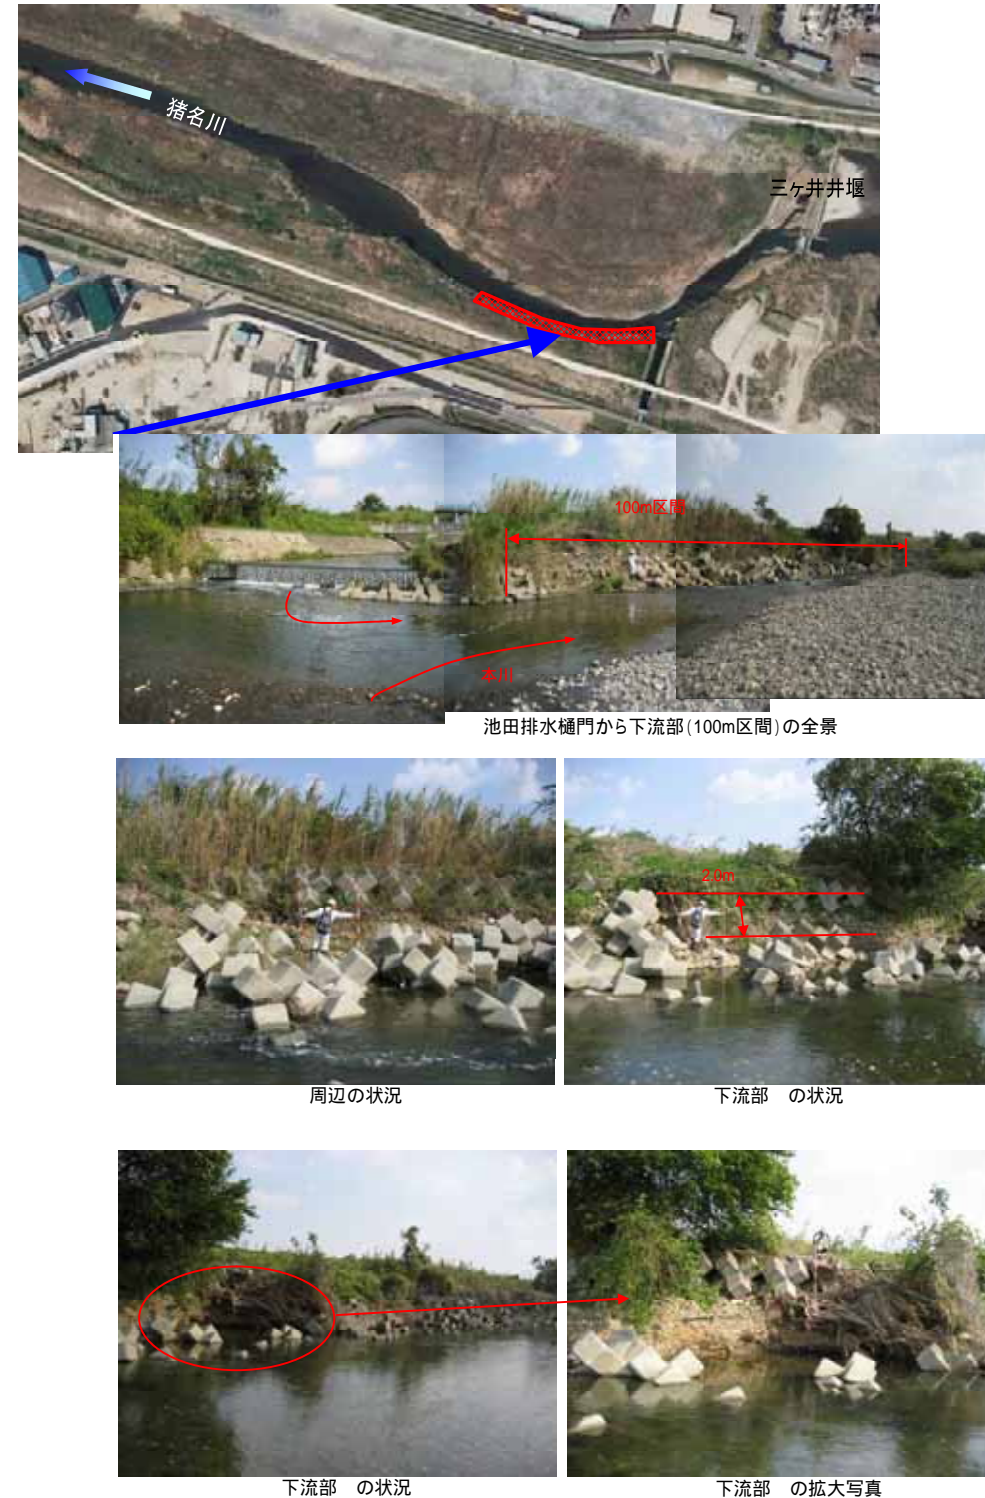 猪名川
三ヶ井井堰
100m区間
本川
池田排水樋門から下流部(100m区間)の全景
2.0m
周辺の状況
下流部　の状況
下流部　の状況
下流部　の拡大写真